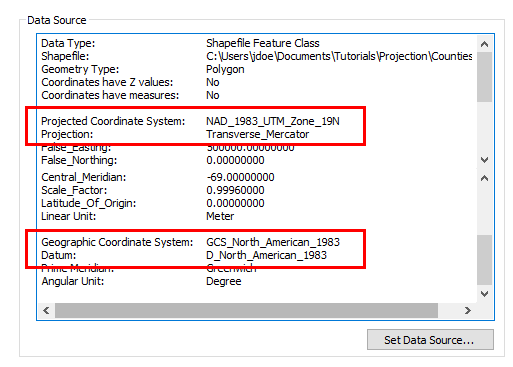 Data Source
Data Type: Shapefile Feature Class
Shapefile: C:\Users\jdoe\Documents\Tutorials\Projection\Counties
Geometry Type: Polygon
Coordinates have Z values: No
Coordinates have measures: No
Projected Coordinate System: NAD_1983_UTM_Zone_19N
Projection: Transverse_Mercator
False_Easting: 500000.00000000
False_Northing: 0.00000000
Central_Meridian: -69.00000000
Scale_Factor: 0.99960000
Latitude_Of_Origin: 0.00000000
Linear Unit: Meter
Geographic Coordinate System: GCS_North_American_1983
Datum: D_North_American_1983
Prime Meridian: Greenwich
Angular Unit: Degree
Set Data Source...